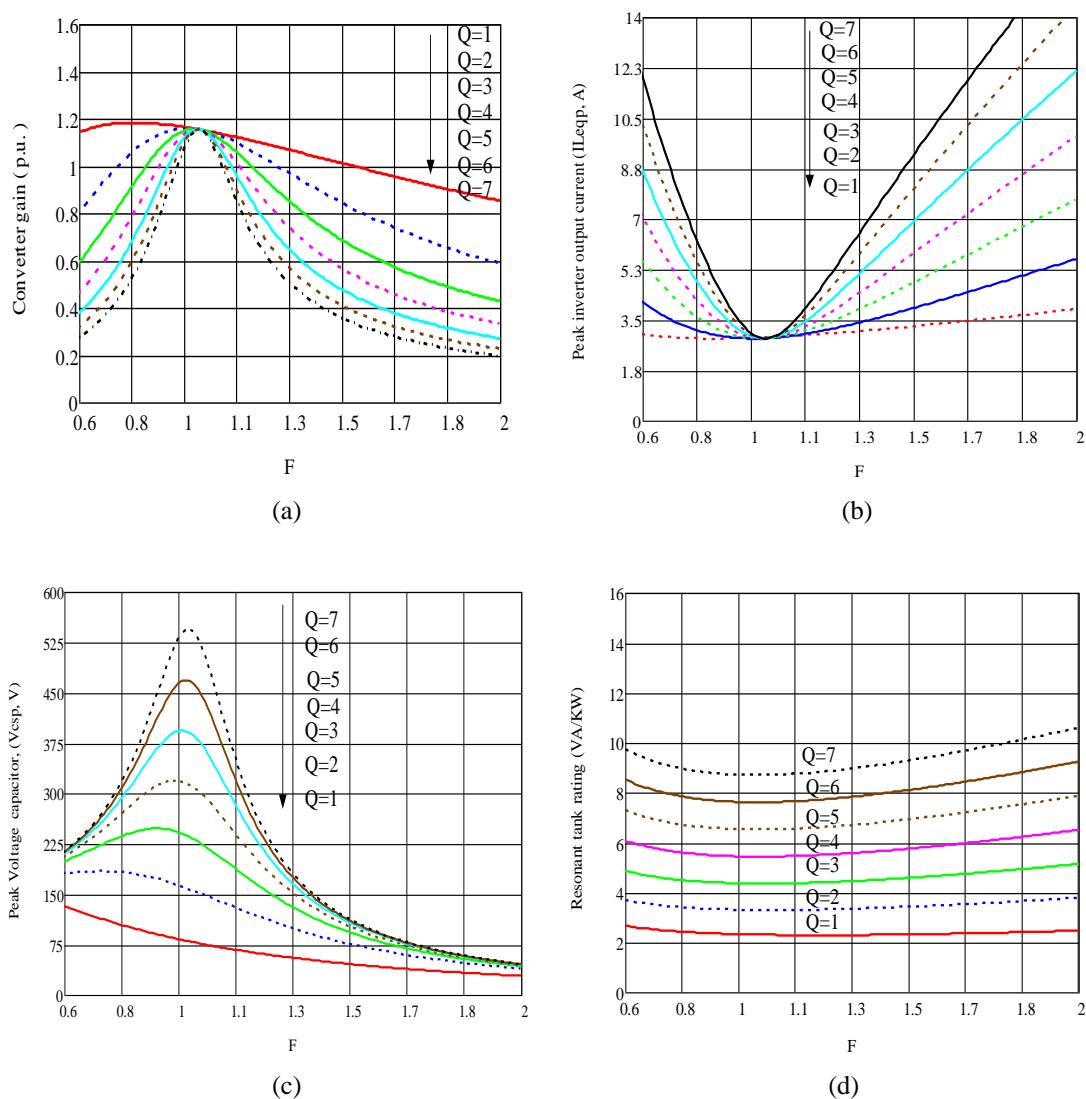 1.6
1.4
1.2
1
0.8
0.6
0.4
0.2
0
Converter gain ( p.u. )
Q=1
Q=2
Q=3
Q=4
Q=5
Q=6
Q=7
0.6 0.8 1 1.1 1.3 1.5 1.7 1.8 2
F
(a)
14
12.3
10.5
8.8
7
5.3
3.5
1.8
0
Peak inverter output current (ILeqp, A)
Q=7
Q=6
Q=5
Q=4
Q=3
Q=2
Q=1
0.6 0.8 1 1.1 1.3 1.5 1.7 1.8 2
F
(b)
600
525
450
375
300
225
150
75
0
Peak Voltage capacitor, (Vcsp, V)
Q=7
Q=6
Q=5
Q=4
Q=3
Q=2
Q=1
0.6 0.8 1 1.1 1.3 1.5 1.7 1.8 2
F
(c)
16
14
12
10
8
6
4
2
0
Resonant tank rating (VA/KW)
Q=7
Q=6
Q=5
Q=4
Q=3
Q=2
Q=1
0.6 0.8 1 1.1 1.3 1.5 1.7 1.8 2
F
(d)